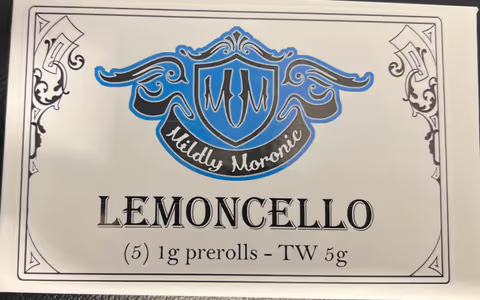 MM
Mildly Moronic
LEMONCELLO
(5) 1g prerolls - TW 5g